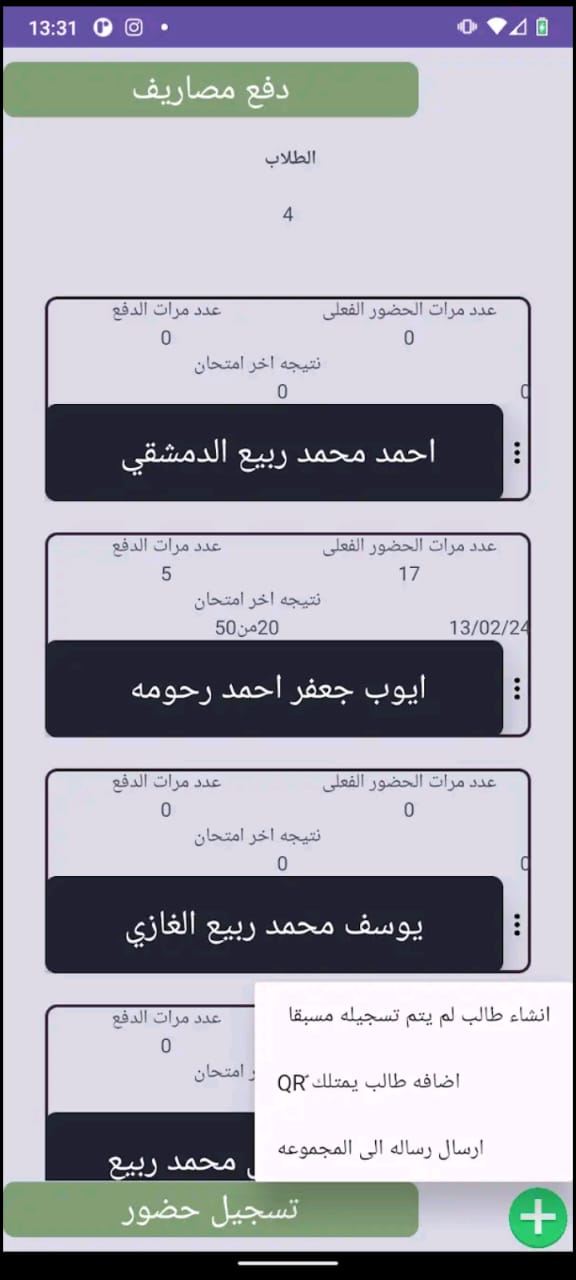 13:31
دفع مصاريف
الطلاب
4
عدد مرات الحضور الفعلى عدد مرات الدفع
0 0
نتيجه اخر امتحان
0 0
احمد محمد ربيع الدمشقي
عدد مرات الحضور الفعلى عدد مرات الدفع
17 5
نتيجه اخر امتحان
13/02/24 20من50
ايوب جعفر احمد رحومه
عدد مرات الحضور الفعلى عدد مرات الدفع
0 0
نتيجه اخر امتحان
0 0
يوسف محمد ربيع الغازي
عدد مرات الدفع
0
امتحان
محمد ربيع
انشاء طالب لم يتم تسجيله مسبقا
اضافه طالب يمتلك QR
ارسال رساله الى المجموعه
تسجيل حضور